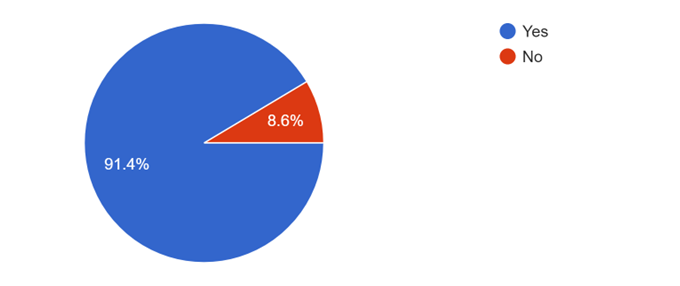 Yes
No
8.6%
91.4%